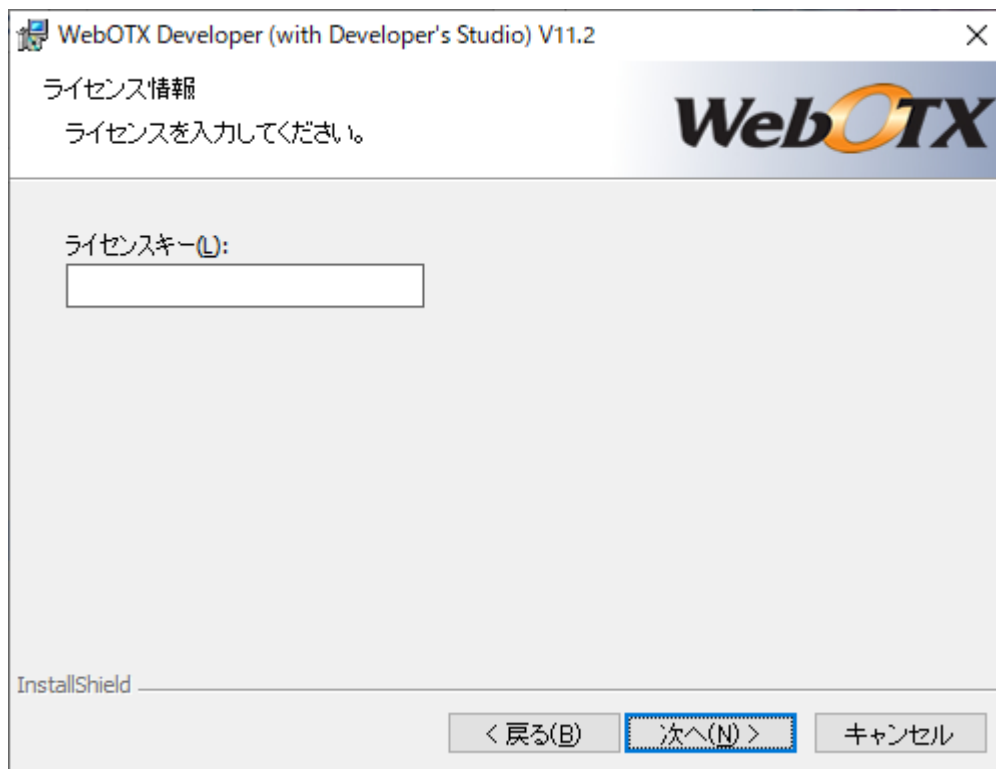 WebOTX Developer (with Developer's Studio) V11.2
ライセンス情報
ライセンスを入力してください。
WebOTX
ライセンスキー(L):
InstallShield
< 戻る(B)
次へ(N) >
キャンセル